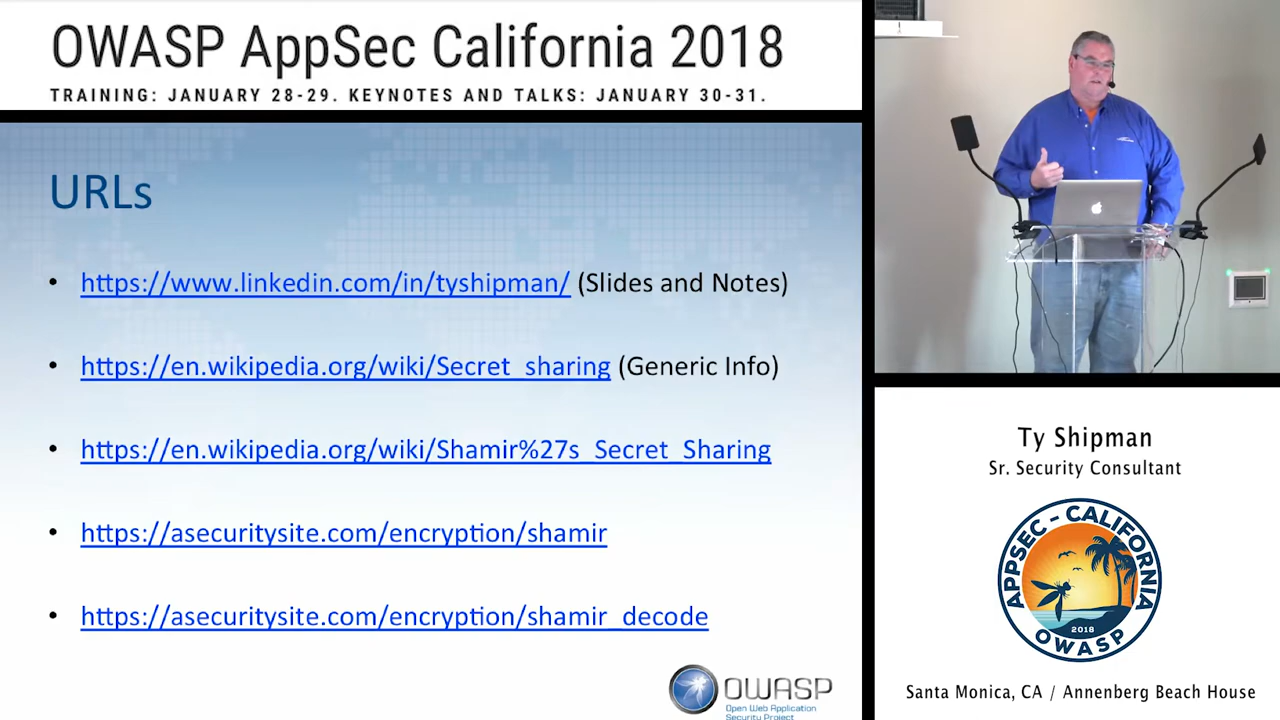 OWASP AppSec California 2018
TRAINING: JANUARY 28-29. KEYNOTES AND TALKS: JANUARY 30-31.
URLs
• https://www.linkedin.com/in/tyshipman/ (Slides and Notes)
• https://en.wikipedia.org/wiki/Secret_sharing (Generic Info)
• https://en.wikipedia.org/wiki/Shamir%27s_Secret_Sharing
• https://asecuritysite.com/encryption/shamir
• https://asecuritysite.com/encryption/shamir_decode
OWASP
Open Web Application
Security Project
Ty Shipman
Sr. Security Consultant
APPSEC - CALIFORNIA
2018
OWASP
Santa Monica, CA / Annenberg Beach House